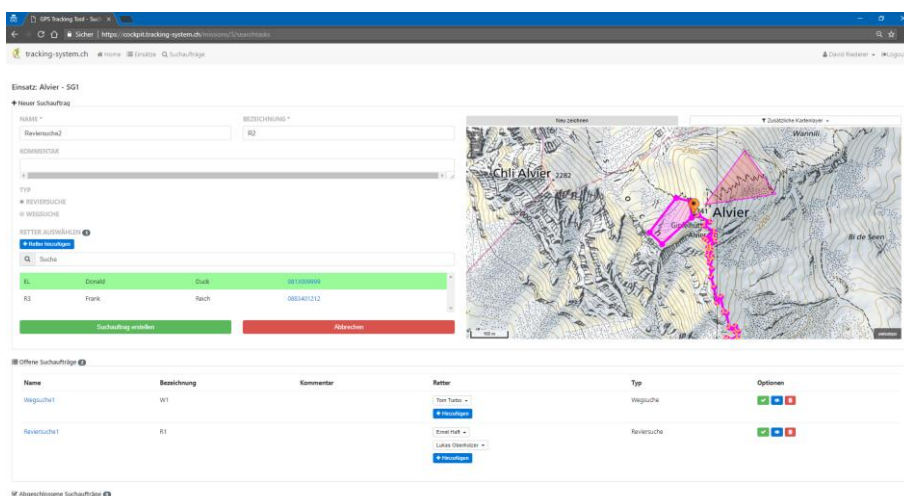 GPS Tracking Tool - Such
Sicher | https://cockpit.tracking-system.ch/missions/5/searchtasks
tracking-system.ch Home Einsätze Suchaufträge David Riederer Logout
Einsatz: Alvier - SG1
Neuer Suchauftrag
NAME * BEZEICHNUNG *
Reviersuche2 R2
KOMMENTAR
TYP
REVIERSUCHE
WEGSUCHE
RETTER AUSWÄHLEN
+ Retter hinzufügen
Suche
EL Donald Duck
R3 Frank Reich
Suchauftrag erstellen Abbrechen
Neu zeichnen Zusätzliche Kartenlayer
Wannili
Chli Alvier 2282
Alvier
Bi de Seen
Offene Suchaufträge
Name Bezeichnung Kommentar Retter Typ Optionen
Wegsuche1 W1 Tom Turbo Wegsuche
+ Hinzufügen
Reviersuche1 R1 Ernst Haft Reviersuche
Lukas Oberholzer
+ Hinzufügen
Abgeschlossene Suchaufträge